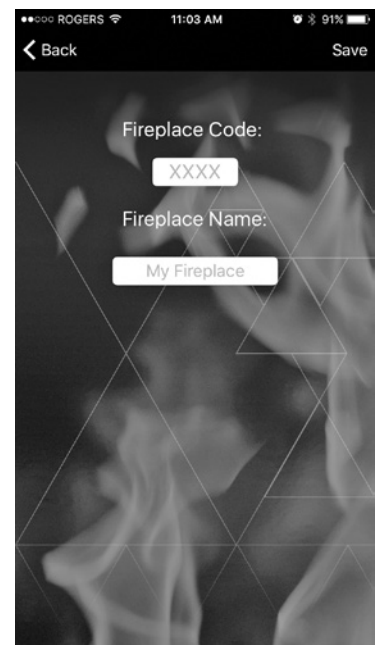 ROGERS 11:03 AM 91%
Back Save
Fireplace Code:
XXXX
Fireplace Name:
My Fireplace